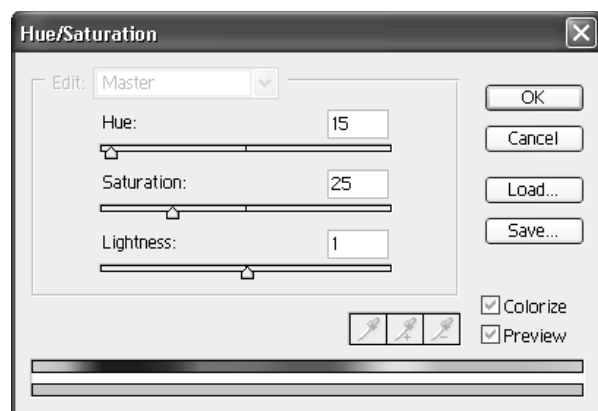 Hue/Saturation
Edit: Master
Hue: 15
Saturation: 25
Lightness: 1
OK
Cancel
Load...
Save...
Colorize
Preview